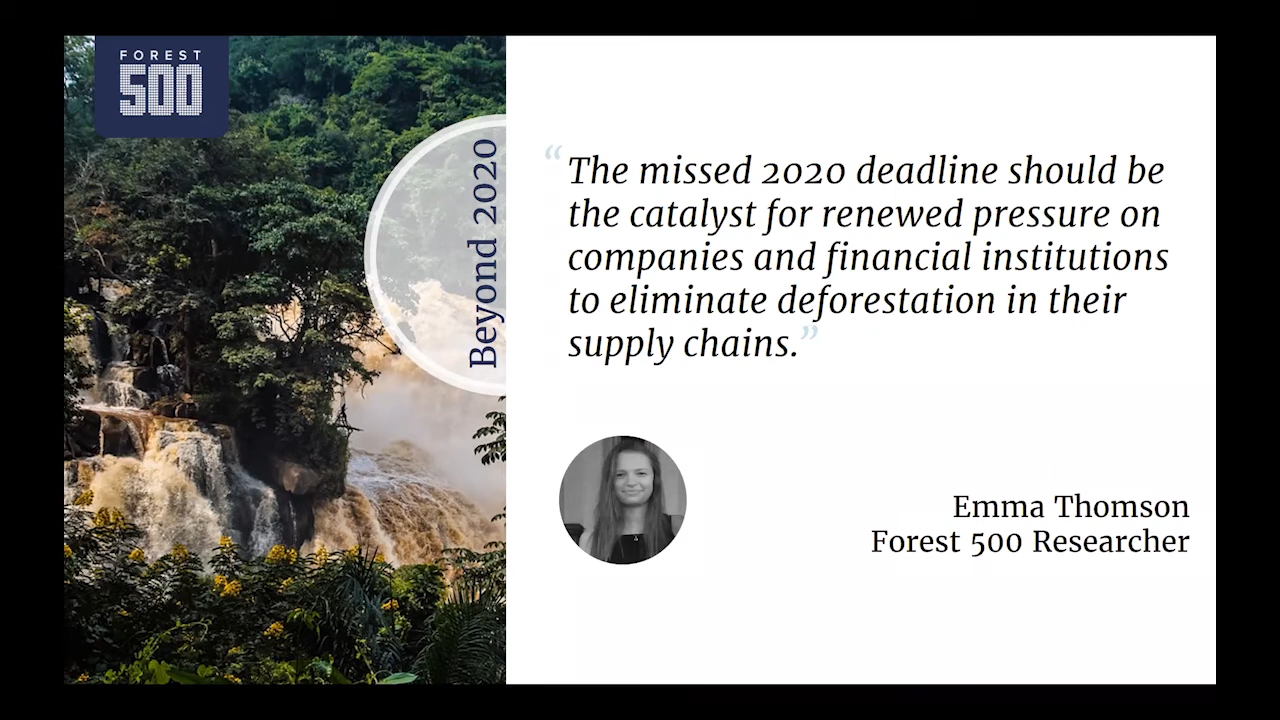 FOREST
500
Beyond 2020
“The missed 2020 deadline should be
the catalyst for renewed pressure on
companies and financial institutions
to eliminate deforestation in their
supply chains.”
Emma Thomson
Forest 500 Researcher